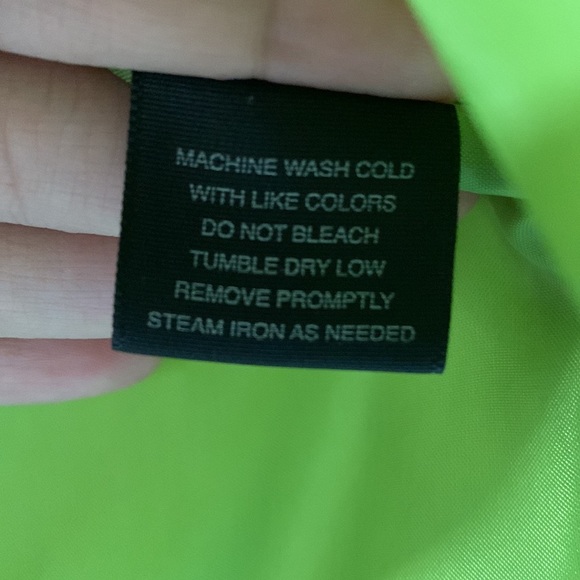 MACHINE WASH COLD
WITH LIKE COLORS
DO NOT BLEACH
TUMBLE DRY LOW
REMOVE PROMPTLY
STEAM IRON AS NEEDED